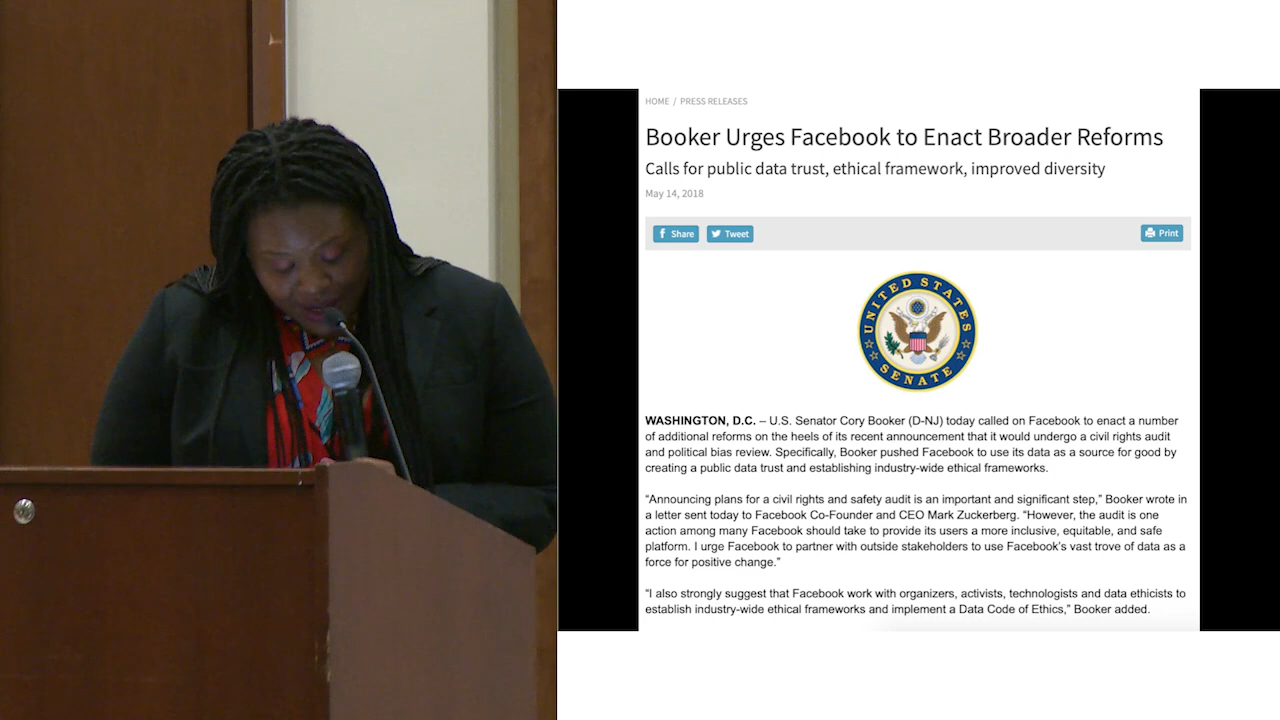 HOME / PRESS RELEASES
Booker Urges Facebook to Enact Broader Reforms
Calls for public data trust, ethical framework, improved diversity
May 14, 2018
Share Tweet Print
UNITED STATES
SENATE
WASHINGTON, D.C. – U.S. Senator Cory Booker (D-NJ) today called on Facebook to enact a number
of additional reforms on the heels of its recent announcement that it would undergo a civil rights audit
and political bias review. Specifically, Booker pushed Facebook to use its data as a source for good by
creating a public data trust and establishing industry-wide ethical frameworks.
“Announcing plans for a civil rights and safety audit is an important and significant step,” Booker wrote in
a letter sent today to Facebook Co-Founder and CEO Mark Zuckerberg. “However, the audit is one
action among many Facebook should take to provide its users a more inclusive, equitable, and safe
platform. I urge Facebook to partner with outside stakeholders to use Facebook’s vast trove of data as a
force for positive change.”
“I also strongly suggest that Facebook work with organizers, activists, technologists and data ethicists to
establish industry-wide ethical frameworks and implement a Data Code of Ethics,” Booker added.